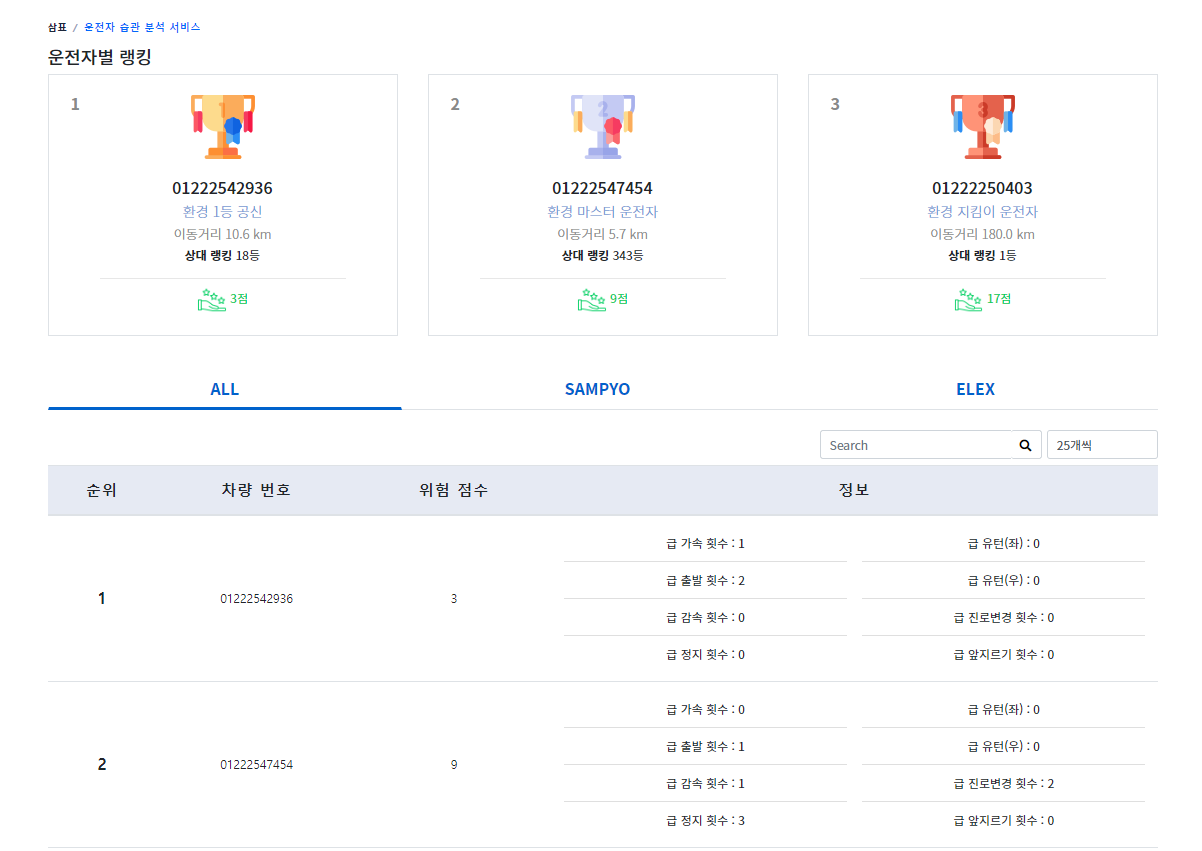 삼표 / 운전자 습관 분석 서비스
운전자별 랭킹
1
1
01222542936
환경 1등 공신
이동거리 10.6 km
상대 랭킹 18등
3점
2
2
01222547454
환경 마스터 운전자
이동거리 5.7 km
상대 랭킹 343등
9점
3
3
01222250403
환경 지킴이 운전자
이동거리 180.0 km
상대 랭킹 1등
17점
ALL SAMPYO ELEX
Search 25개씩
순위 차량 번호 위험 점수 정보
1 01222542936 3
급 가속 횟수 : 1 급 유턴(좌) : 0
급 출발 횟수 : 2 급 유턴(우) : 0
급 감속 횟수 : 0 급 진로변경 횟수 : 0
급 정지 횟수 : 0 급 앞지르기 횟수 : 0
2 01222547454 9
급 가속 횟수 : 0 급 유턴(좌) : 0
급 출발 횟수 : 1 급 유턴(우) : 0
급 감속 횟수 : 1 급 진로변경 횟수 : 2
급 정지 횟수 : 3 급 앞지르기 횟수 : 0